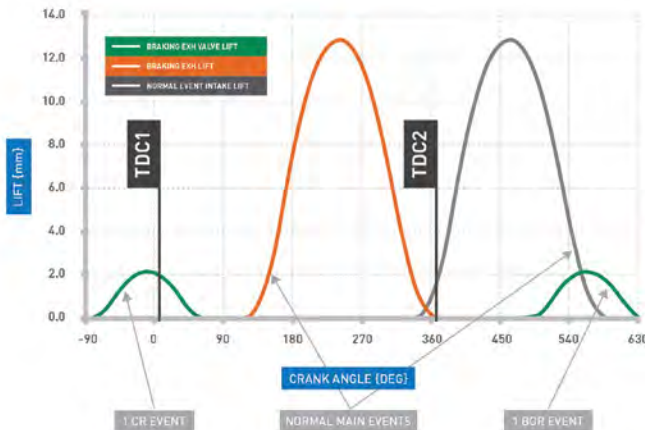 14.0
12.0
10.0
8.0
6.0
4.0
2.0
0.0
LIFT {mm}
BRAKING EXH VALVE LIFT
BRAKING EXH LIFT
NORMAL EVENT INTAKE LIFT
TDC1
TDC2
-90 0 90 180 270 360 450 540 630
CRANK ANGLE {DEG}
1 CR EVENT
NORMAL MAIN EVENTS
1 BGR EVENT